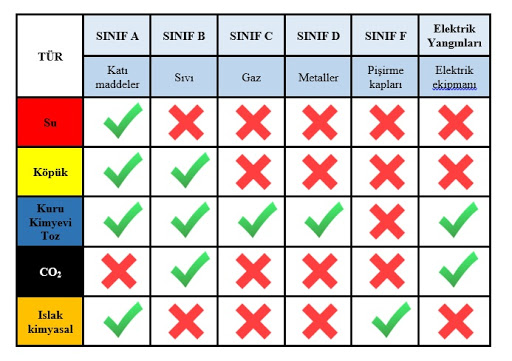 TÜR
SINIF A
SINIF B
SINIF C
SINIF D
SINIF F
Elektrik
Yangınları
Katı
maddeler
Sıvı
Gaz
Metaller
Pişirme
kapları
Elektrik
ekipmanı
Su
Köpük
Kuru
Kimyevi
Toz
CO₂
Islak
kimyasal